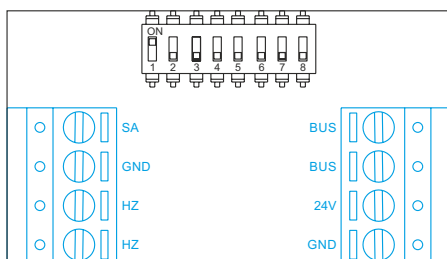 ON
1 2 3 4 5 6 7 8
SA BUS
GND BUS
HZ 24V
HZ GND